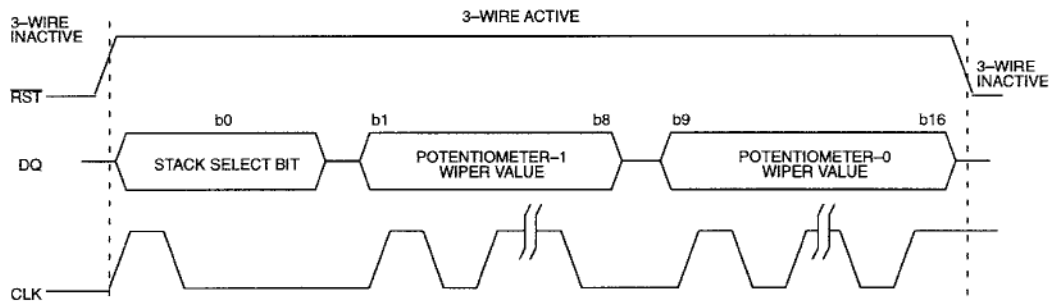 3–WIRE
INACTIVE
3–WIRE ACTIVE
3–WIRE
INACTIVE
RST
b0
b1
b8
b9
b16
DQ
STACK SELECT BIT
POTENTIOMETER–1
WIPER VALUE
POTENTIOMETER–0
WIPER VALUE
CLK